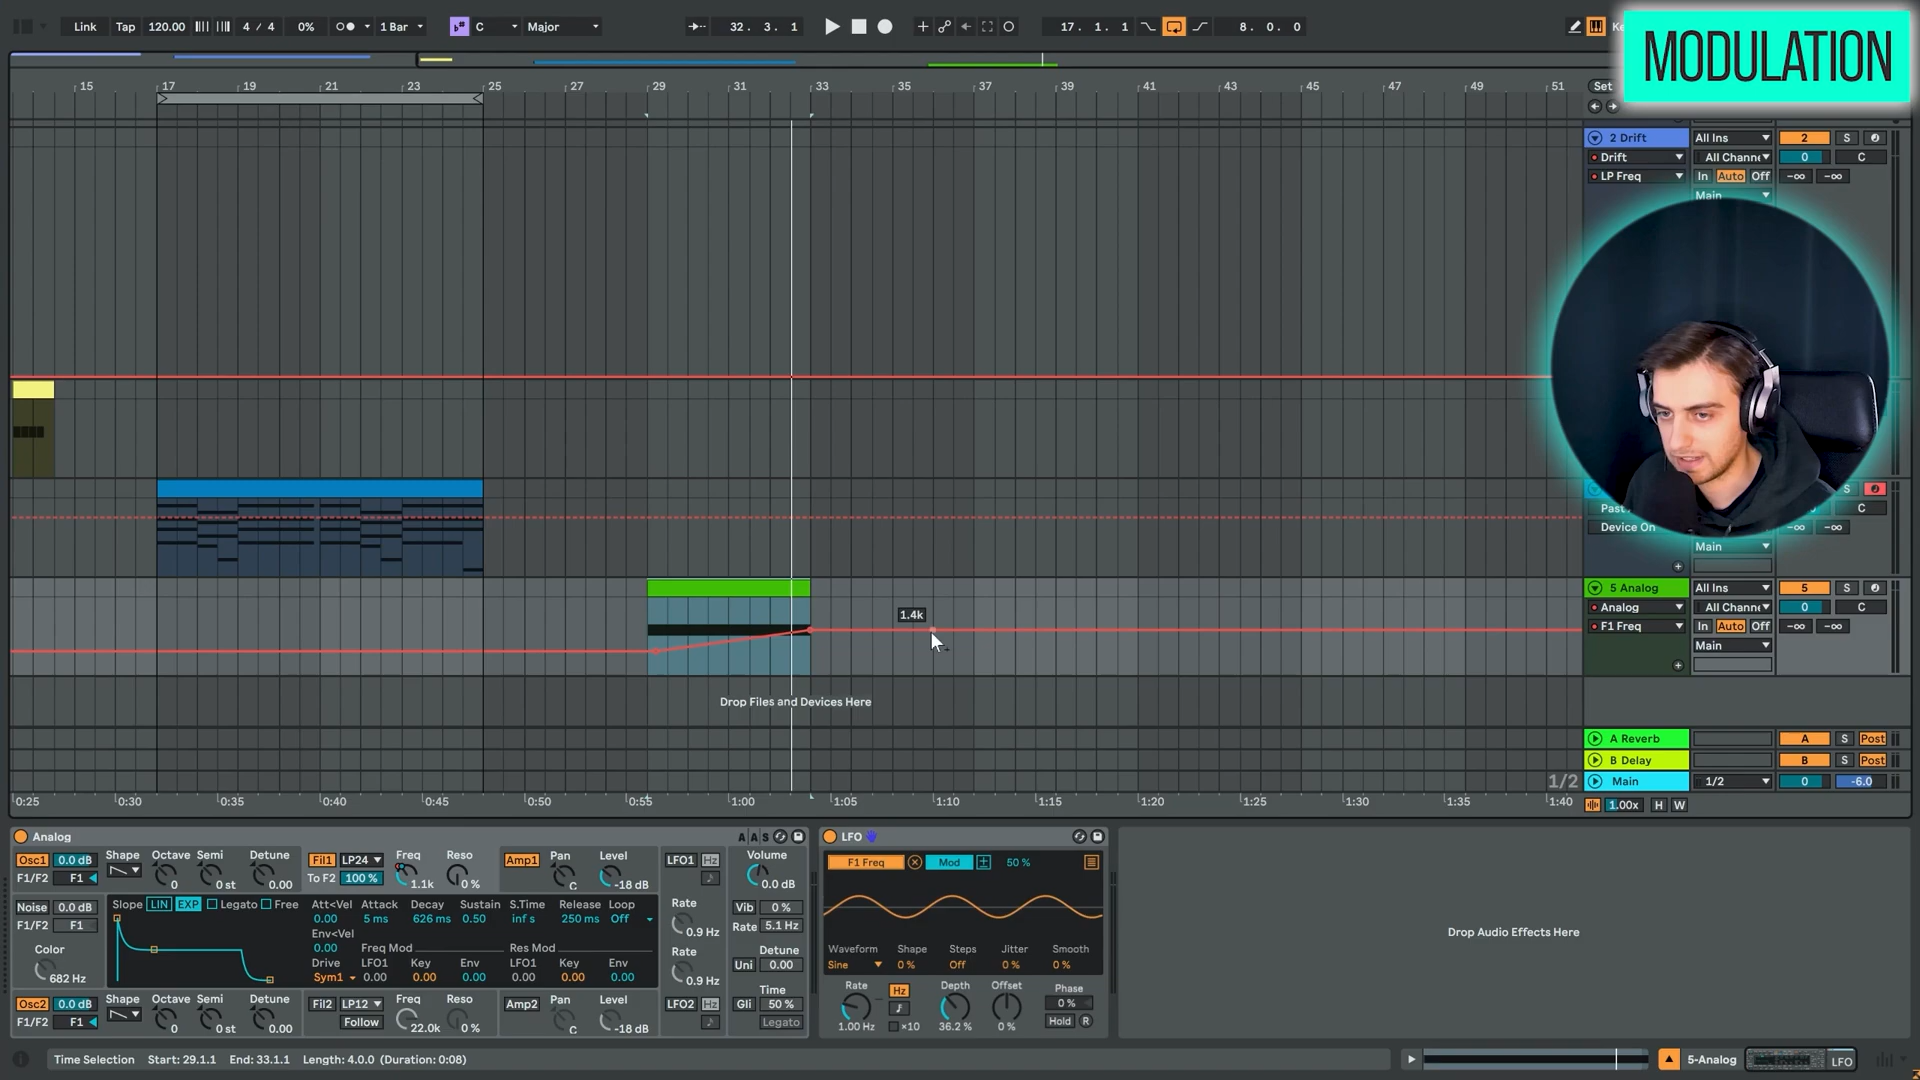 Link Tap 120.00 4 / 4 0% 1 Bar C Major 32. 3. 1 17. 1. 1 8. 0. 0
MODULATION
15 17 19 21 23 25 27 29 31 33 35 37 39 41 43 45 47 49 51 Set
2 Drift All Ins 2 S
Drift All Channe 0 C
LP Freq In Auto Off -∞ -∞
Main
S
C
Device On -∞ -∞
Main
5 Analog All Ins 5 S
1.4k
Analog All Channe 0 C
F1 Freq In Auto Off -∞ -∞
Main
Drop Files and Devices Here
A Reverb A S Post
B Delay B S Post
1/2 Main 1/2 0 -6.0
0:25 0:30 0:35 0:40 0:45 0:50 0:55 1:00 1:05 1:10 1:15 1:20 1:25 1:30 1:35 1:40 1.00x H W
Analog A A S
Osc1 0.0 dB Shape Octave Semi Detune Fil1 LP24 Freq Reso Amp1 Pan Level LFO1 Hz Volume
F1/F2 F1 0 0 st 0.00 To F2 100 % 1.1k 0 % C -18 dB 0.0 dB
Noise 0.0 dB Slope LIN EXP Legato Free Att<Vel Attack Decay Sustain S.Time Release Loop Rate Vib 0 %
F1/F2 F1 0.00 5 ms 626 ms 0.50 inf s 250 ms Off 0.9 Hz Rate 5.1 Hz
Env<Vel
0.00 Freq Mod Res Mod
Color Drive LFO1 Key Env LFO1 Key Env Rate Detune
682 Hz Sym1 0.00 0.00 0.00 0.00 0.00 0.00 0.9 Hz Uni 0.00
Osc2 0.0 dB Shape Octave Semi Detune Fil2 LP12 Freq Reso Amp2 Pan Level LFO2 Hz Time
Gli 50 %
F1/F2 F1 0 0 st 0.00 Follow 22.0k 0 % C -18 dB Legato
LFO
F1 Freq Mod 50 %
Waveform Shape Steps Jitter Smooth
Sine 0 % Off 0 % 0 %
Rate Hz Depth Offset Phase
0 %
1.00 Hz ×10 36.2 % 0 % Hold R
Drop Audio Effects Here
Time Selection Start: 29.1.1 End: 33.1.1 Length: 4.0.0 (Duration: 0:08) 5-Analog LFO